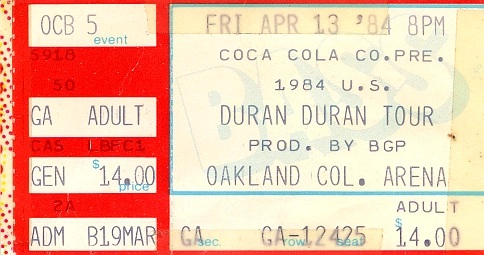 OCB 5 event
5918
50
GA ADULT
CAS LBFC1
GEN $14.00 price
2A
ADM B19MAR
FRI APR 13 '84 8PM
COCA COLA CO.PRE.
1984 U.S.
DURAN DURAN TOUR
PROD. BY BGP
OAKLAND COL. ARENA
ADULT
GA sec. GA- row 12425 seat $14.00
BASS